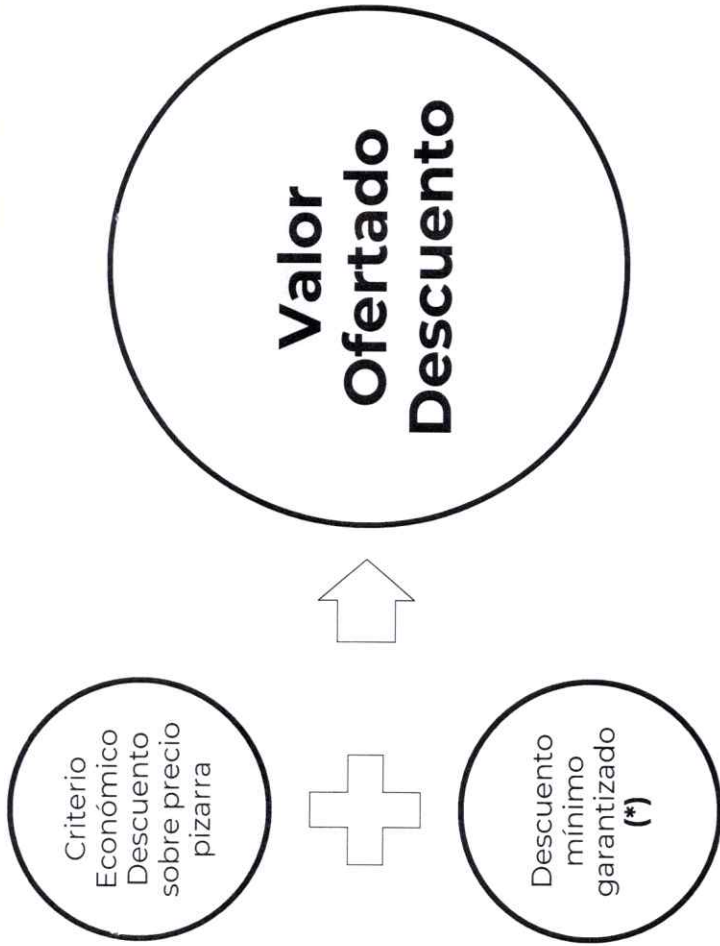 Criterio
Económico
Descuento
sobre precio
pizarra
Descuento
mínimo
garantizado
(*)
Valor
Ofertado
Descuento